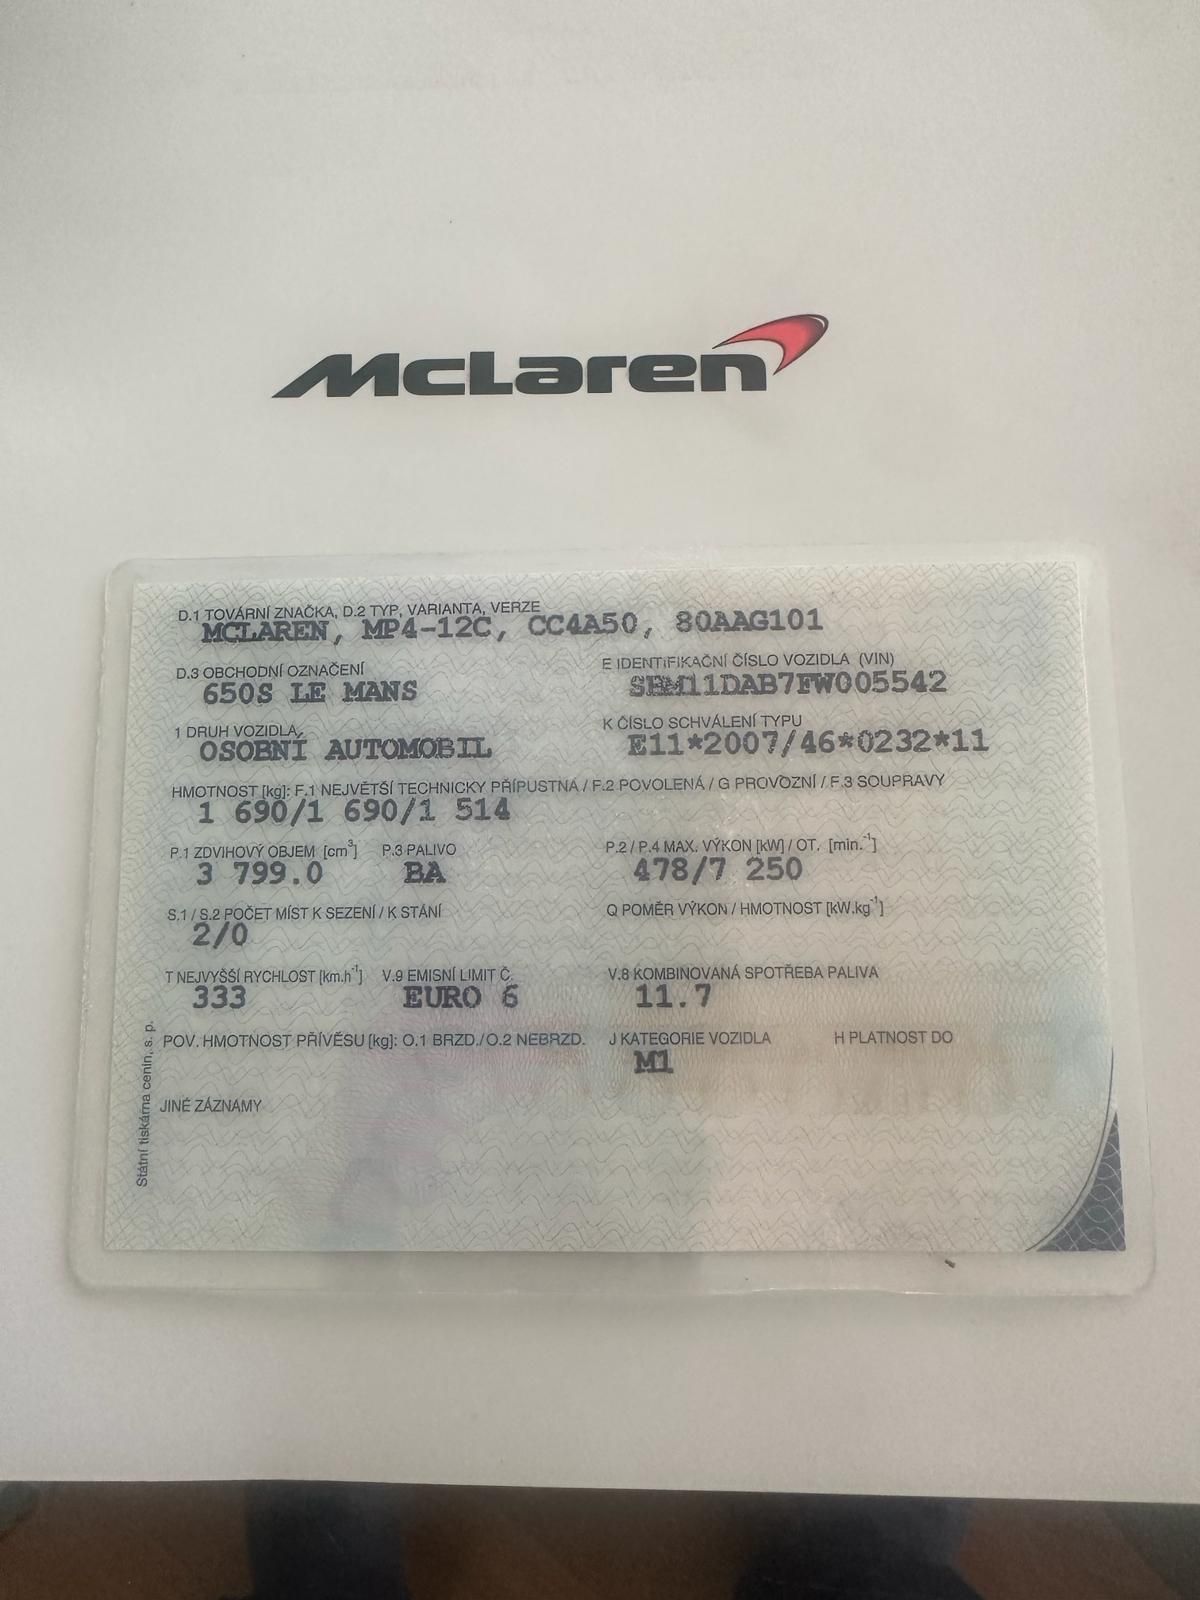 McLaren
D.1 TOVÁRNÍ ZNAČKA, D.2 TYP, VARIANTA, VERZE
MCLAREN, MP4-12C, CC4A50, 80AAG101
D.3 OBCHODNÍ OZNAČENÍ E IDENTIFIKAČNÍ ČÍSLO VOZIDLA (VIN)
650S LE MANS SBM11DAB7FW005542
1 DRUH VOZIDLA K ČÍSLO SCHVÁLENÍ TYPU
OSOBNÍ AUTOMOBIL E11*2007/46*0232*11
HMOTNOST [kg]: F.1 NEJVĚTŠÍ TECHNICKY PŘÍPUSTNÁ / F.2 POVOLENÁ / G PROVOZNÍ / F.3 SOUPRAVY
1 690/1 690/1 514
P.1 ZDVIHOVÝ OBJEM [cm³] P.3 PALIVO P.2 / P.4 MAX. VÝKON [kW] / OT. [min.⁻¹]
3 799.0 BA 478/7 250
S.1 / S.2 POČET MÍST K SEZENÍ / K STÁNÍ Q POMĚR VÝKON / HMOTNOST [kW.kg⁻¹]
2/0
T NEJVYŠŠÍ RYCHLOST [km.h⁻¹] V.9 EMISNÍ LIMIT Č. V.8 KOMBINOVANÁ SPOTŘEBA PALIVA
333 EURO 6 11.7
POV. HMOTNOST PŘÍVĚSU [kg]: O.1 BRZD./O.2 NEBRZD. J KATEGORIE VOZIDLA H PLATNOST DO
M1
JINÉ ZÁZNAMY
Státní tiskárna cenin, s. p.